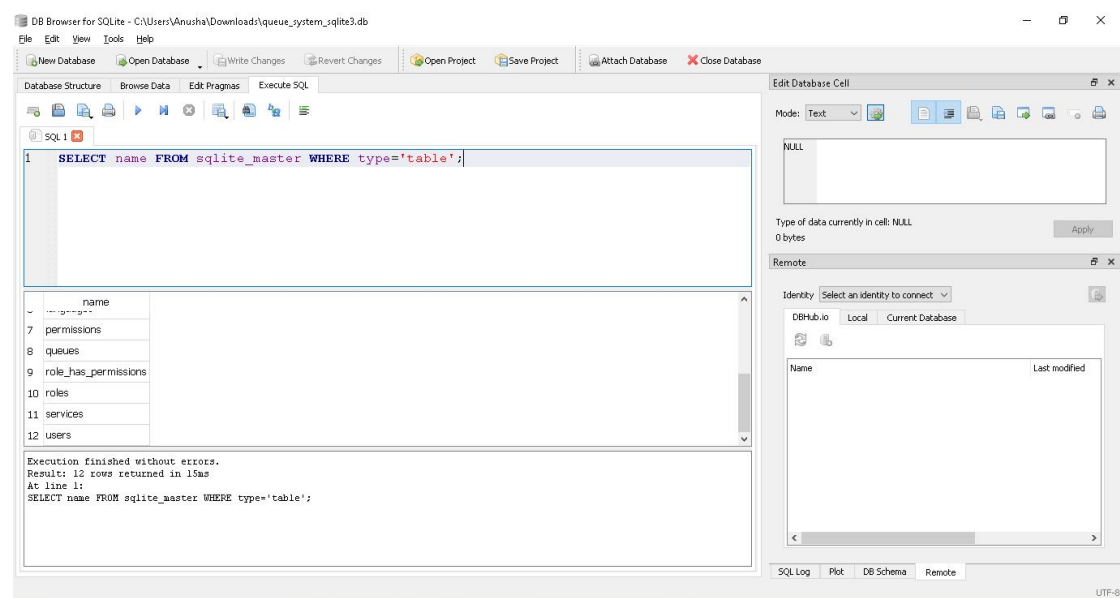 DB Browser for SQLite - C:\Users\Anusha\Downloads\queue_system_sqlite3.db
File Edit View Tools Help
New Database Open Database Write Changes Revert Changes Open Project Save Project Attach Database Close Database
Database Structure Browse Data Edit Pragmas Execute SQL
SQL 1
1 SELECT name FROM sqlite_master WHERE type='table';
name
7 permissions
8 queues
9 role_has_permissions
10 roles
11 services
12 users
Execution finished without errors.
Result: 12 rows returned in 15ms
At line 1:
SELECT name FROM sqlite_master WHERE type='table';
Edit Database Cell
Mode: Text
NULL
Type of data currently in cell: NULL
0 bytes
Apply
Remote
Identity Select an identity to connect
DBHub.io Local Current Database
Name Last modified
SQL Log Plot DB Schema Remote
UTF-8